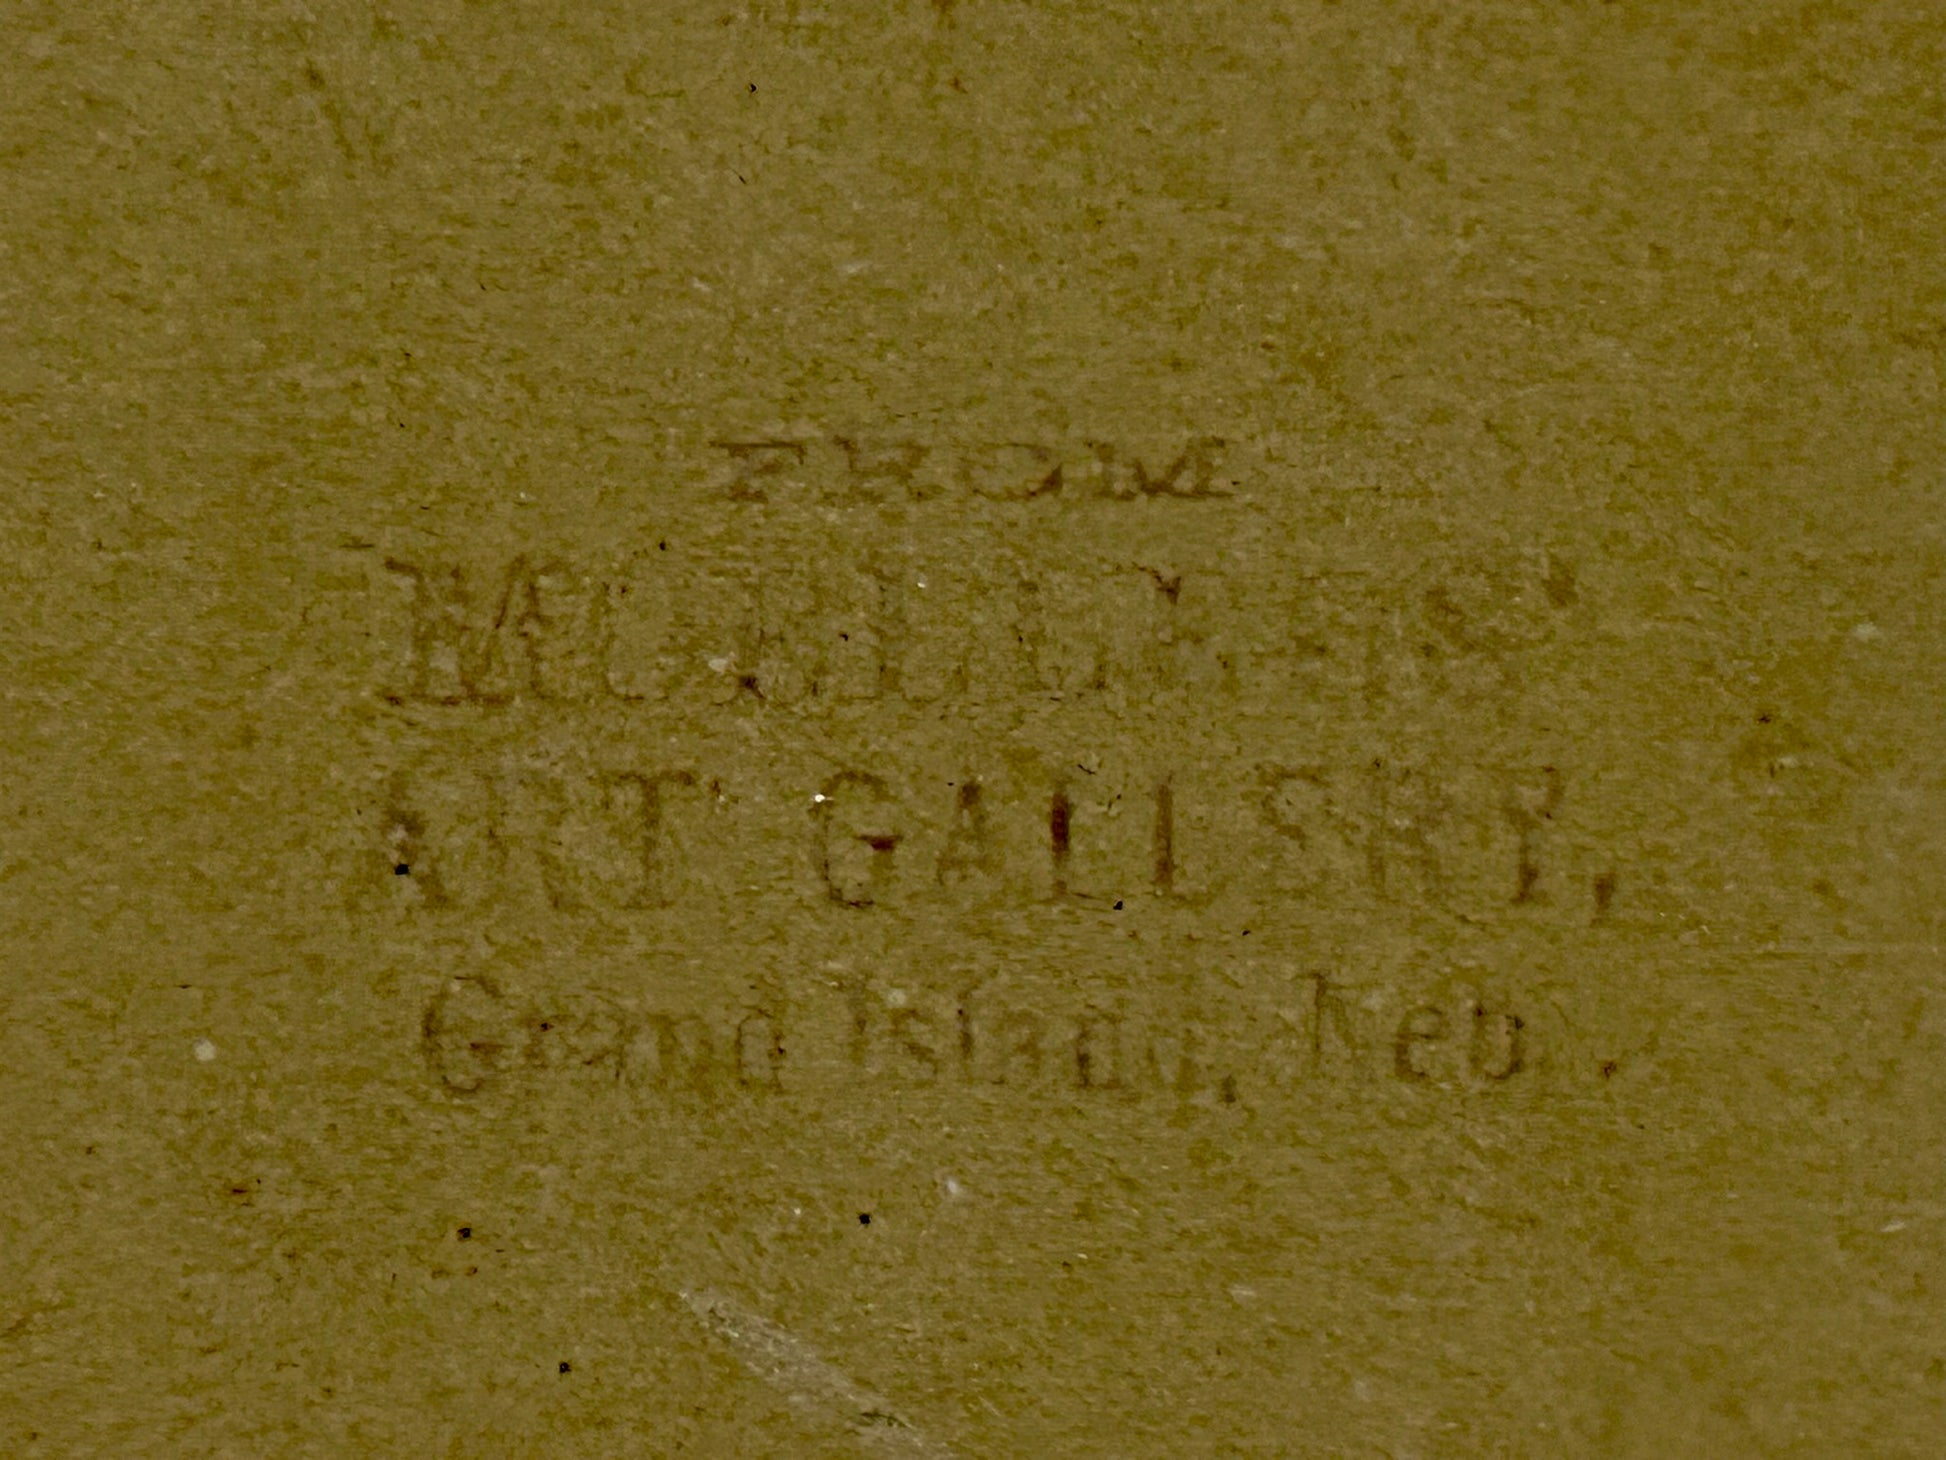 FROM
ART GALLERY,
Grand Island, Neb.